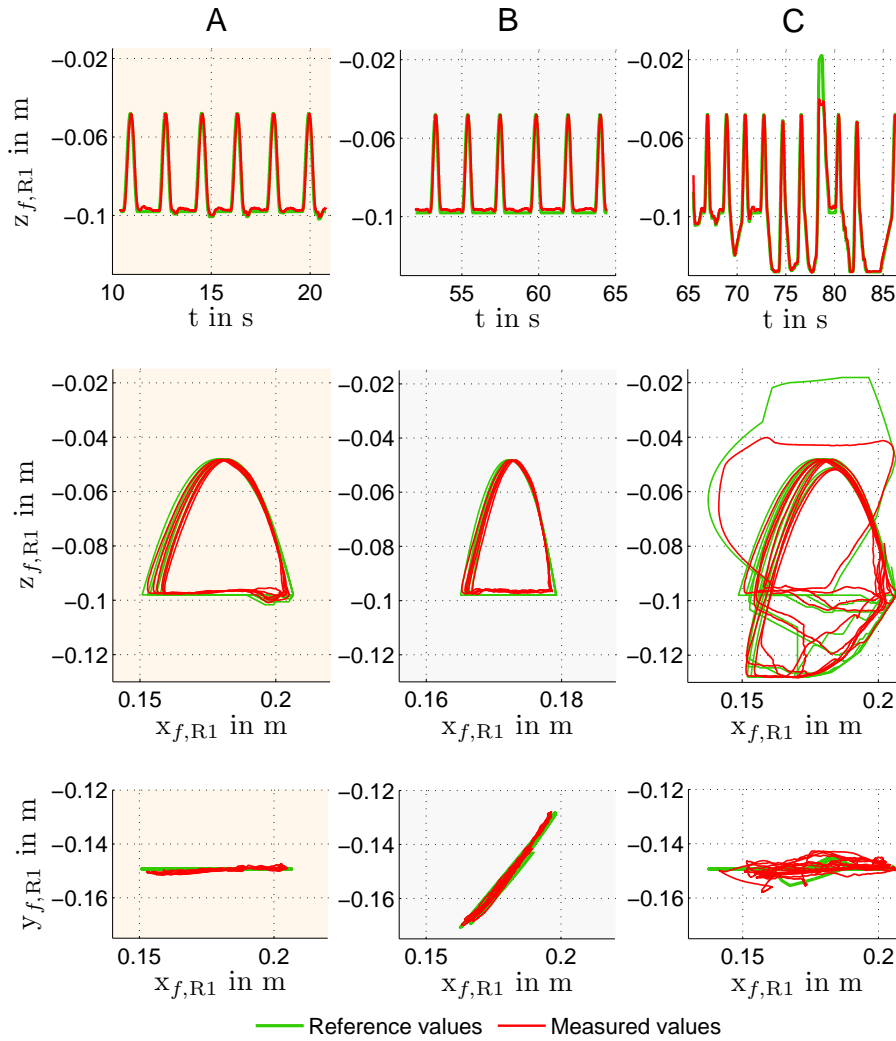 A B C
−0.02 −0.02 −0.02
−0.06 −0.06 −0.06
−0.1 −0.1 −0.1
z_{f,R1} in m
10 15 20 55 60 65 65 70 75 80 85
t in s t in s t in s
−0.02 −0.02 −0.02
−0.04 −0.04 −0.04
−0.06 −0.06 −0.06
−0.08 −0.08 −0.08
−0.1 −0.1 −0.1
−0.12 −0.12 −0.12
z_{f,R1} in m
0.15 0.2 0.16 0.18 0.15 0.2
x_{f,R1} in m x_{f,R1} in m x_{f,R1} in m
−0.12 −0.12 −0.12
−0.14 −0.14 −0.14
−0.16 −0.16 −0.16
y_{f,R1} in m
0.15 0.2 0.15 0.2 0.15 0.2
x_{f,R1} in m x_{f,R1} in m x_{f,R1} in m
Reference values Measured values